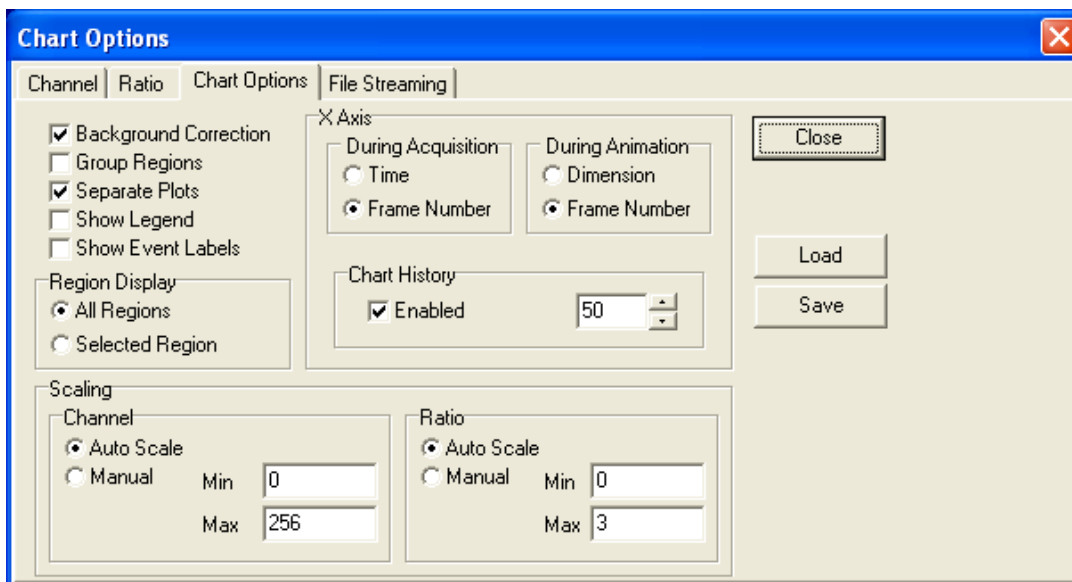 Chart Options
Channel Ratio Chart Options File Streaming
Background Correction
Group Regions
Separate Plots
Show Legend
Show Event Labels
Region Display
All Regions
Selected Region
X Axis
During Acquisition
Time
Frame Number
During Animation
Dimension
Frame Number
Chart History
Enabled 50
Close
Load
Save
Scaling
Channel
Auto Scale
Manual Min 0
Max 256
Ratio
Auto Scale
Manual Min 0
Max 3